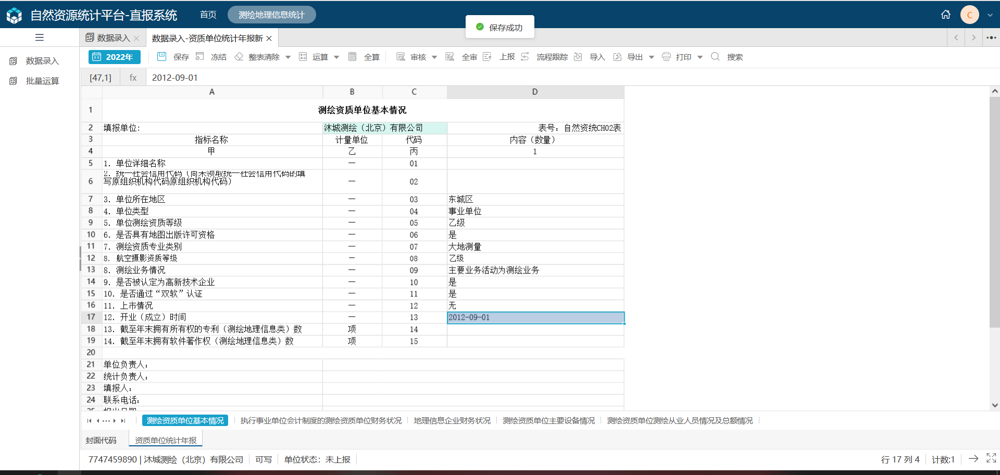 自然资源统计平台-直报系统 首页 测绘地理信息统计 C
保存成功
数据录入 数据录入-资质单位统计年报新
数据录入
批量运算
2022年 保存 冻结 整表清除 运算 全算 审核 全审 上报 流程跟踪 导入 导出 打印 搜索
[47,1] fx 2012-09-01
A B C D
1 测绘资质单位基本情况
2 填报单位: 沐城测绘（北京）有限公司 表号：自然资统CH02表
3 指标名称 计量单位 代码 内容（数量）
4 甲 乙 丙 1
5 1. 单位详细名称 — 01
2. 统一社会信用代码（尚未领取统一社会信用代码的填
6 写原组织机构代码原组织机构代码） — 02
7 3. 单位所在地区 — 03 东城区
8 4. 单位类型 — 04 事业单位
9 5. 单位测绘资质等级 — 05 乙级
10 6. 是否具有地图出版许可资格 — 06 是
11 7. 测绘资质专业类别 — 07 大地测量
12 8. 航空摄影资质等级 — 08 乙级
13 8. 测绘业务情况 — 09 主要业务活动为测绘业务
14 9. 是否被认定为高新技术企业 — 10 是
15 10. 是否通过“双软”认证 — 11 是
16 11. 上市情况 — 12 无
17 12. 开业（成立）时间 — 13 2012-09-01
18 13. 截至年末拥有所有权的专利（测绘地理信息类）数 项 14
19 14. 截至年末拥有软件著作权（测绘地理信息类）数 项 15
20
21 单位负责人：
22 统计负责人：
23 填报人：
24 联系电话：
测绘资质单位基本情况 执行事业单位会计制度的测绘资质单位财务状况 地理信息企业财务状况 测绘资质单位主要设备情况 测绘资质单位测绘从业人员情况及总额情况
封面代码 资质单位统计年报
7747459890 | 沐城测绘（北京）有限公司 可写 单位状态：未上报 行 17 列 4 计数:1